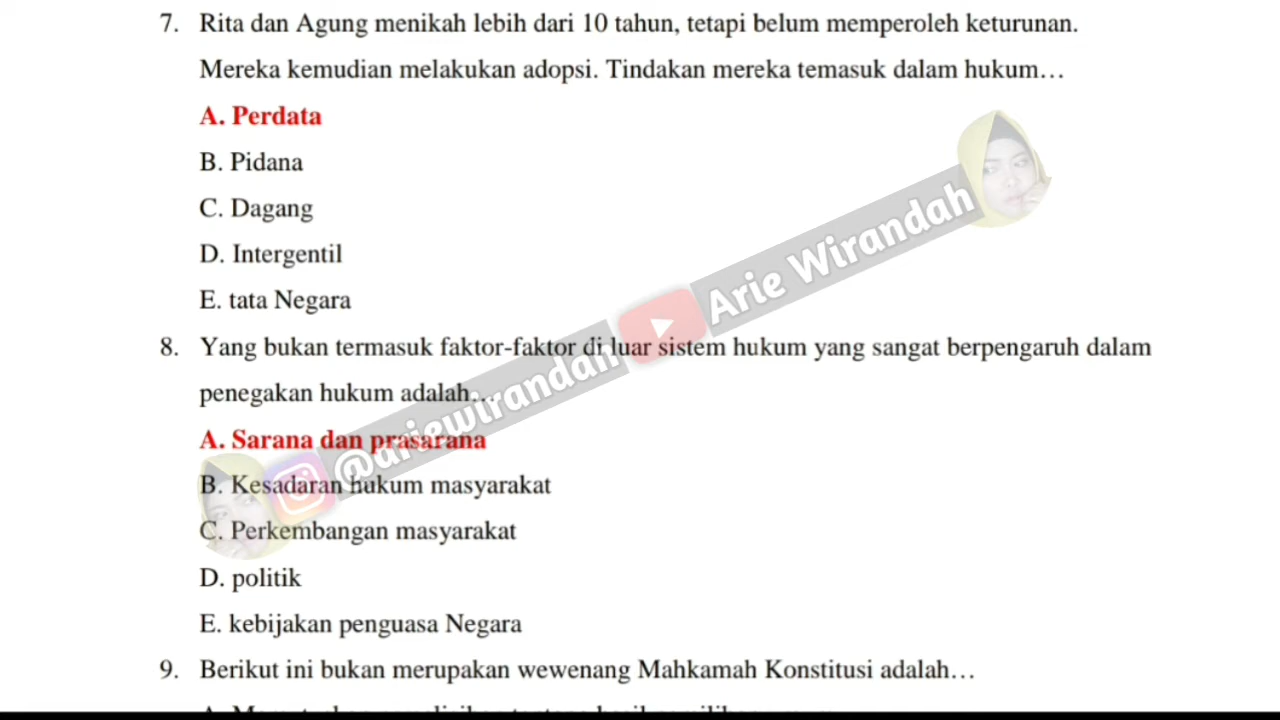 7. Rita dan Agung menikah lebih dari 10 tahun, tetapi belum memperoleh keturunan.
Mereka kemudian melakukan adopsi. Tindakan mereka temasuk dalam hukum…
A. Perdata
B. Pidana
C. Dagang
D. Intergentil
E. tata Negara
8. Yang bukan termasuk faktor-faktor di luar sistem hukum yang sangat berpengaruh dalam
penegakan hukum adalah…
A. Sarana dan prasarana
B. Kesadaran hukum masyarakat
C. Perkembangan masyarakat
D. politik
E. kebijakan penguasa Negara
9. Berikut ini bukan merupakan wewenang Mahkamah Konstitusi adalah…
@ariewirandah
Arie Wirandah